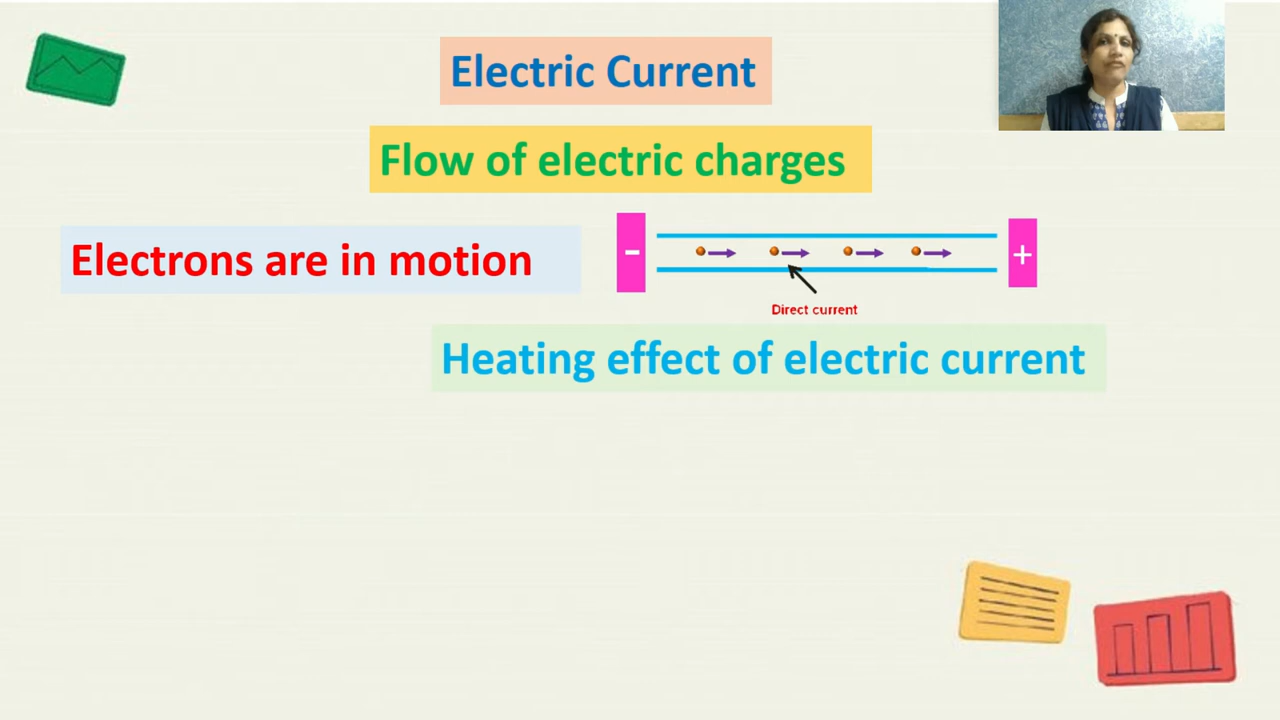 Electric Current
Flow of electric charges
Electrons are in motion
-
+
Direct current
Heating effect of electric current